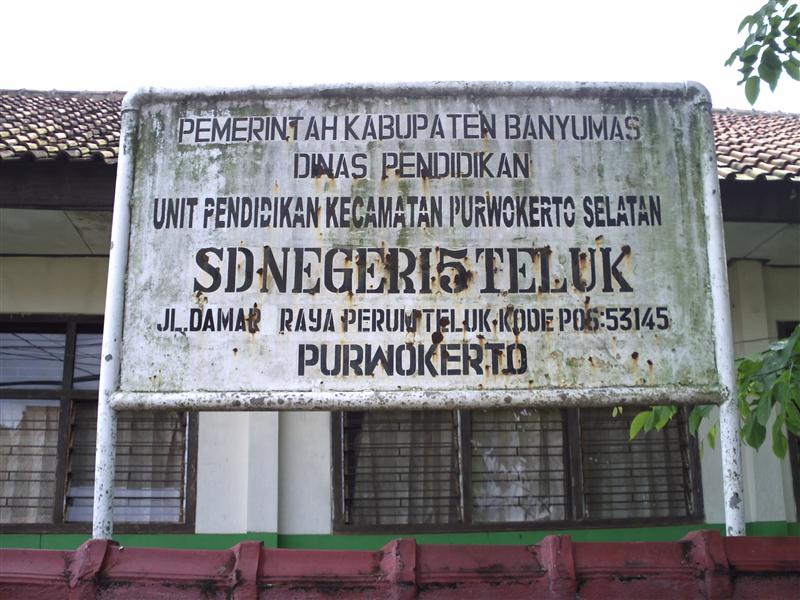 PEMERINTAH KABUPATEN BANYUMAS
DINAS PENDIDIKAN
UNIT PENDIDIKAN KECAMATAN PURWOKERTO SELATAN
SD NEGERI 5 TELUK
JL.DAMAR RAYA PERUM TELUK KODE POS:53145
PURWOKERTO